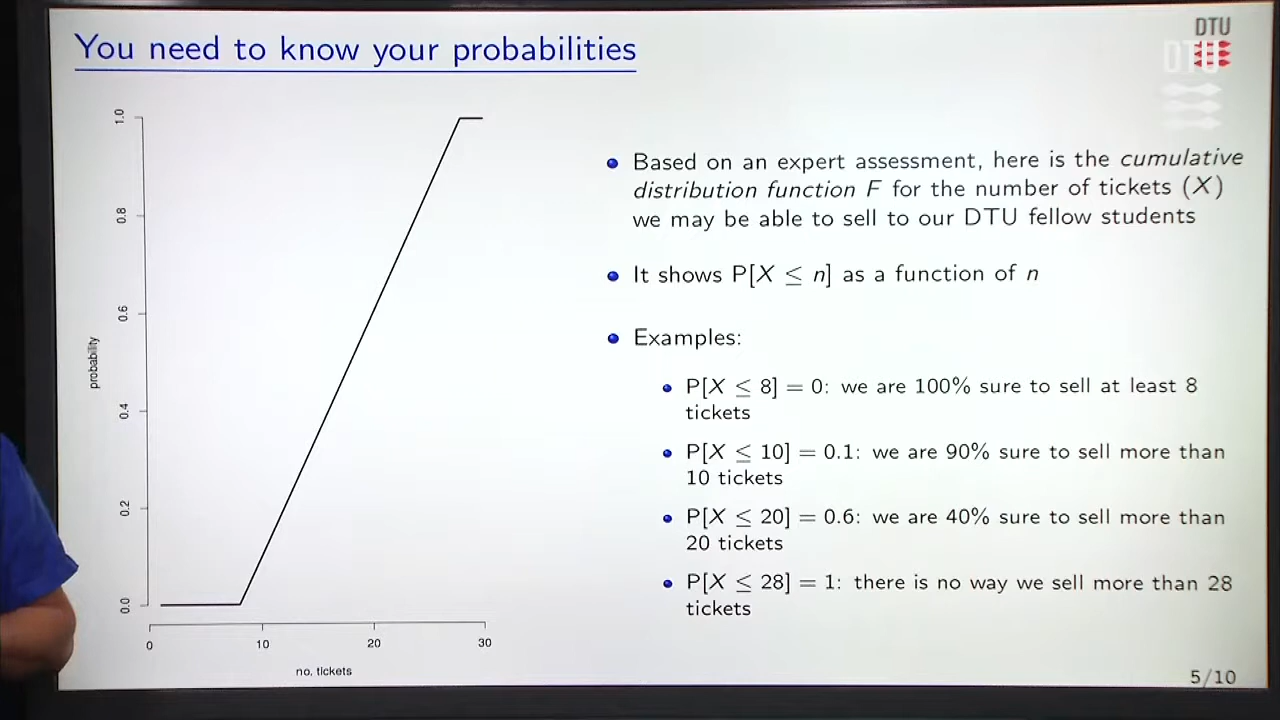 You need to know your probabilities
DTU
DTU
1.0
0.8
0.6
0.4
0.2
0.0
probability
0
10
20
30
no. tickets
Based on an expert assessment, here is the cumulative
distribution function F for the number of tickets (X)
we may be able to sell to our DTU fellow students
It shows P[X ≤ n] as a function of n
Examples:
P[X ≤ 8] = 0: we are 100% sure to sell at least 8
tickets
P[X ≤ 10] = 0.1: we are 90% sure to sell more than
10 tickets
P[X ≤ 20] = 0.6: we are 40% sure to sell more than
20 tickets
P[X ≤ 28] = 1: there is no way we sell more than 28
tickets
5/10